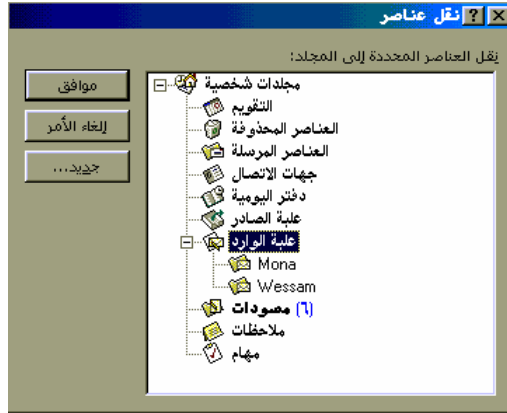 نقل عناصر
نقل العناصر المحددة إلى المجلد:
مجلدات شخصية
التقويم
العناصر المحذوفة
العناصر المرسلة
جهات الاتصال
دفتر اليومية
علبة الصادر
علبة الوارد
Mona
Wessam
مسودات (٦)
ملاحظات
مهام
موافق
إلغاء الأمر
جديد...